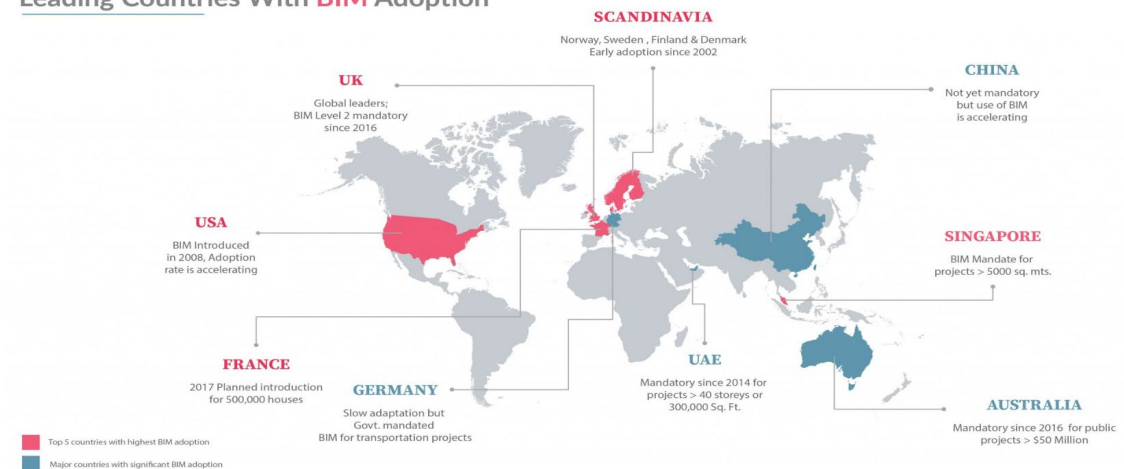 Leading Countries With BIM Adoption
SCANDINAVIA
Norway, Sweden , Finland & Denmark
Early adoption since 2002
UK
Global leaders;
BIM Level 2 mandatory
since 2016
CHINA
Not yet mandatory
but use of BIM
is accelerating
USA
BIM Introduced
in 2008, Adoption
rate is accelerating
SINGAPORE
BIM Mandate for
projects > 5000 sq. mts.
FRANCE
2017 Planned introduction
for 500,000 houses
GERMANY
Slow adaptation but
Govt. mandated
BIM for transportation projects
UAE
Mandatory since 2014 for
projects > 40 storeys or
300,000 Sq. Ft.
AUSTRALIA
Mandatory since 2016 for public
projects > $50 Million
Top 5 countries with highest BIM adoption
Major countries with significant BIM adoption